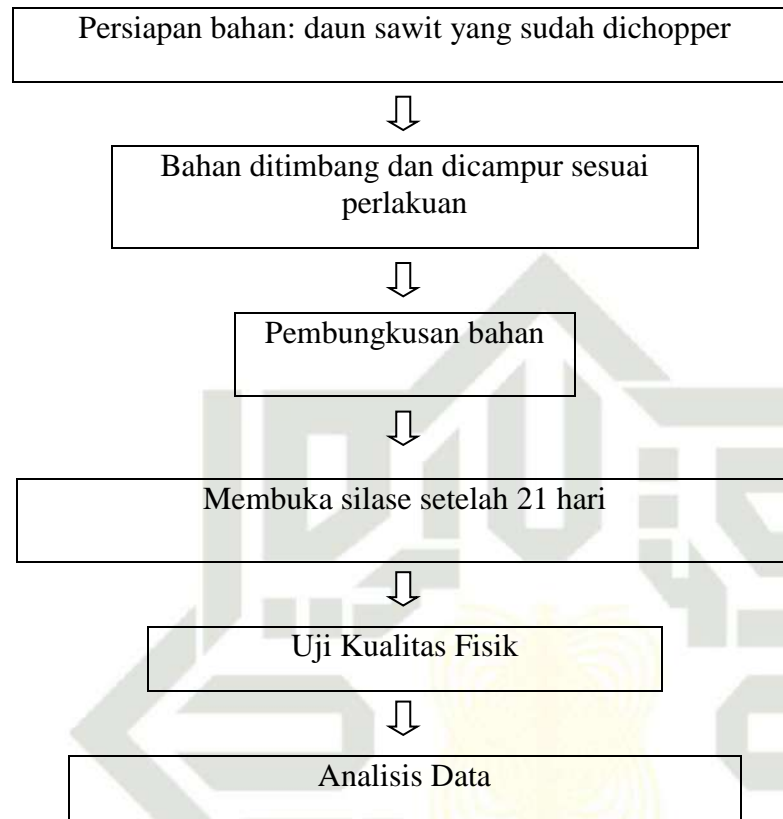 Persiapan bahan: daun sawit yang sudah dichopper
Bahan ditimbang dan dicampur sesuai
perlakuan
Pembungkusan bahan
Membuka silase setelah 21 hari
Uji Kualitas Fisik
Analisis Data